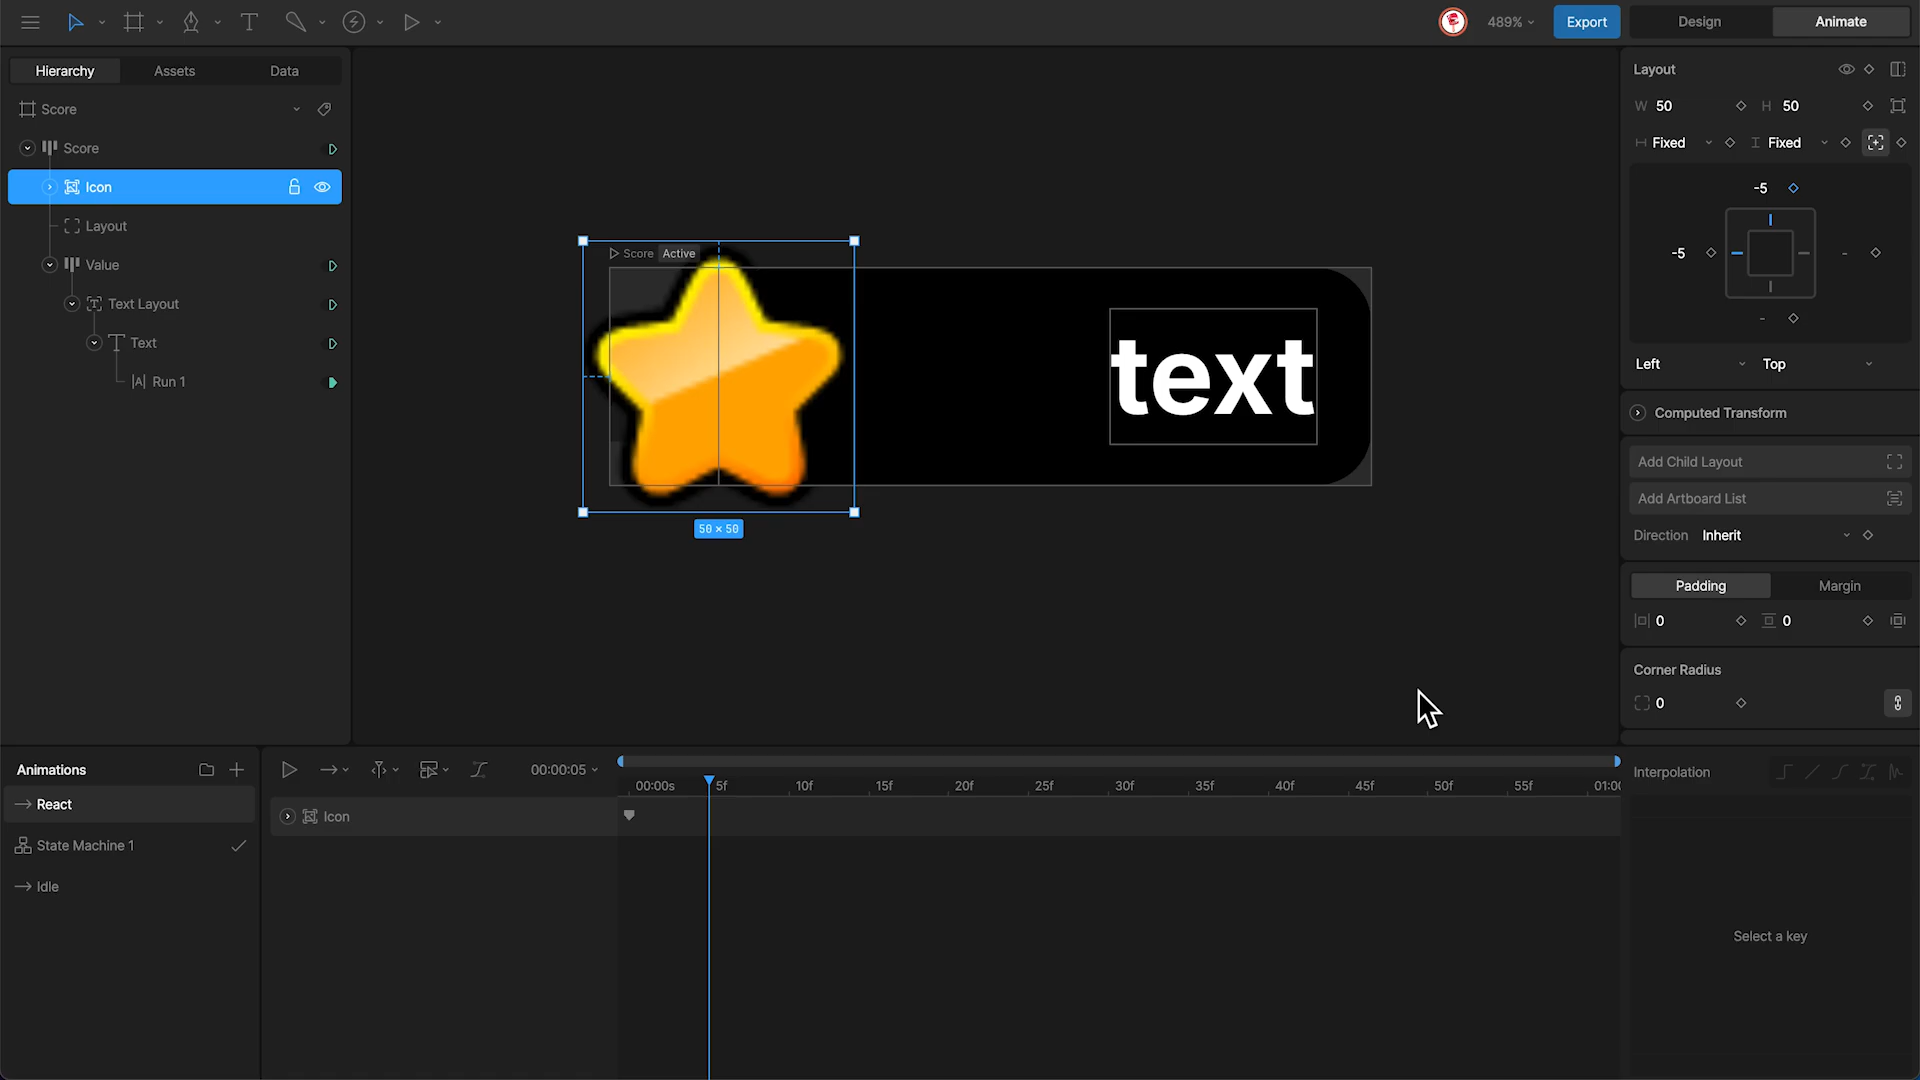 489%
Export
Design
Animate
Hierarchy
Assets
Data
Score
Score
Icon
Layout
Value
Text Layout
Text
Run 1
Score Active
text
50 × 50
Layout
W 50
H 50
Fixed
Fixed
-5
-5
-
-
Left
Top
Computed Transform
Add Child Layout
Add Artboard List
Direction Inherit
Padding
Margin
0
0
Corner Radius
0
Animations
React
State Machine 1
Idle
00:00:05
00:00s
5f
10f
15f
20f
25f
30f
35f
40f
45f
50f
55f
Icon
Interpolation
Select a key